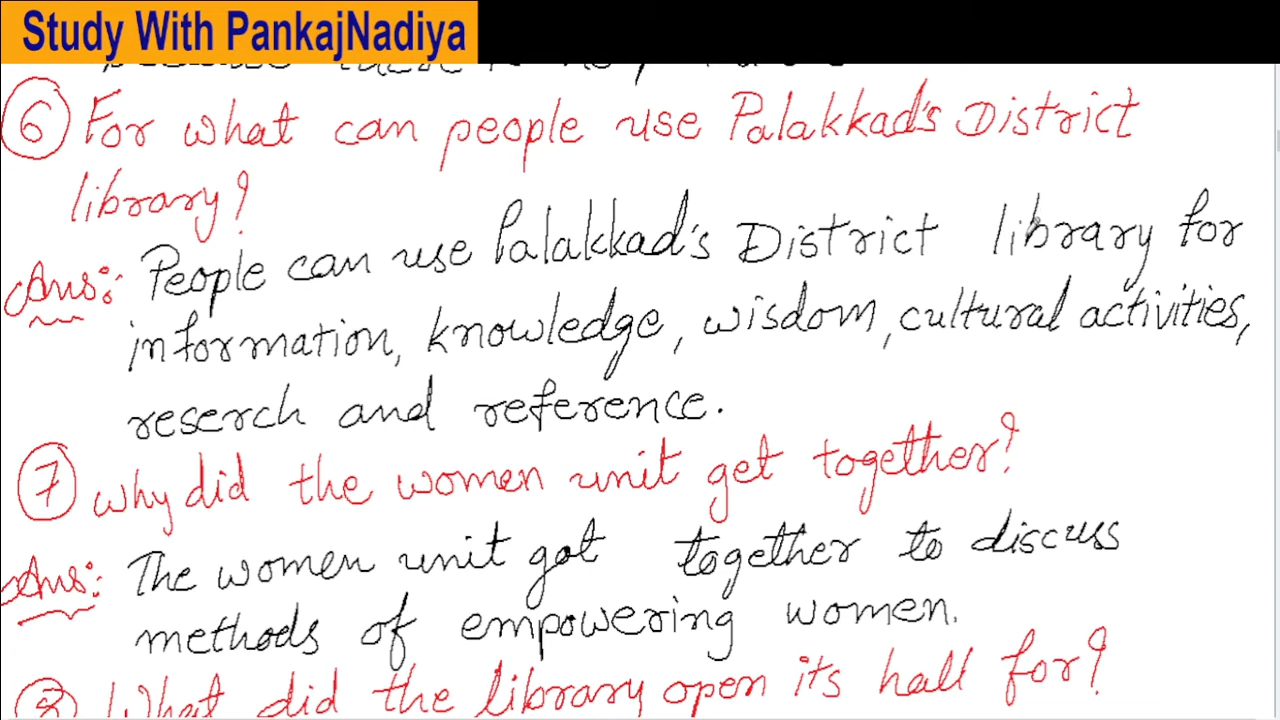 Study With PankajNadiya
6 For what can people use Palakkad's District
library?
Ans: People can use Palakkad's District library for
information, knowledge, wisdom, cultural activities,
reserch and reference.
7 Why did the women unit get together?
Ans: The women unit got together to discuss
methods of empowering women.
What did the library open its hall for?